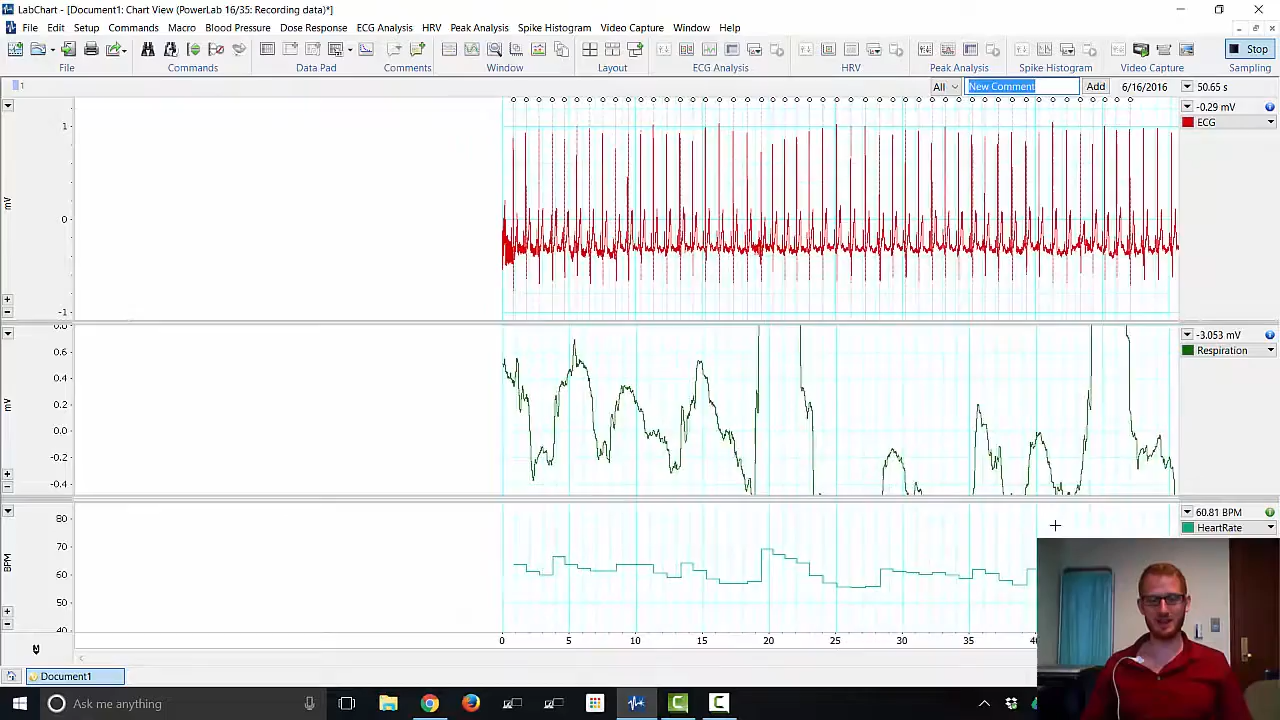 LabChart - [Document1: Chart View (PowerLab 16/35: Recording data)*]
File Edit Setup Commands Macro Blood Pressure Dose Response ECG Analysis HRV Peak Analysis Spike Histogram Video Capture Window Help
File Commands Data Pad Comments Window Layout ECG Analysis HRV Peak Analysis Spike Histogram Video Capture Stop Sampling
1 All New Comment Add 6/16/2016 50.65 s
-0.29 mV
ECG
1
mV
0
-1
-3.053 mV
Respiration
0.8
0.6
0.4
mV
0.2
0.0
-0.2
-0.4
60.81 BPM
HeartRate
80
70
BPM
60
50
40
0 5 10 15 20 25 30 35
Document1
Ask me anything